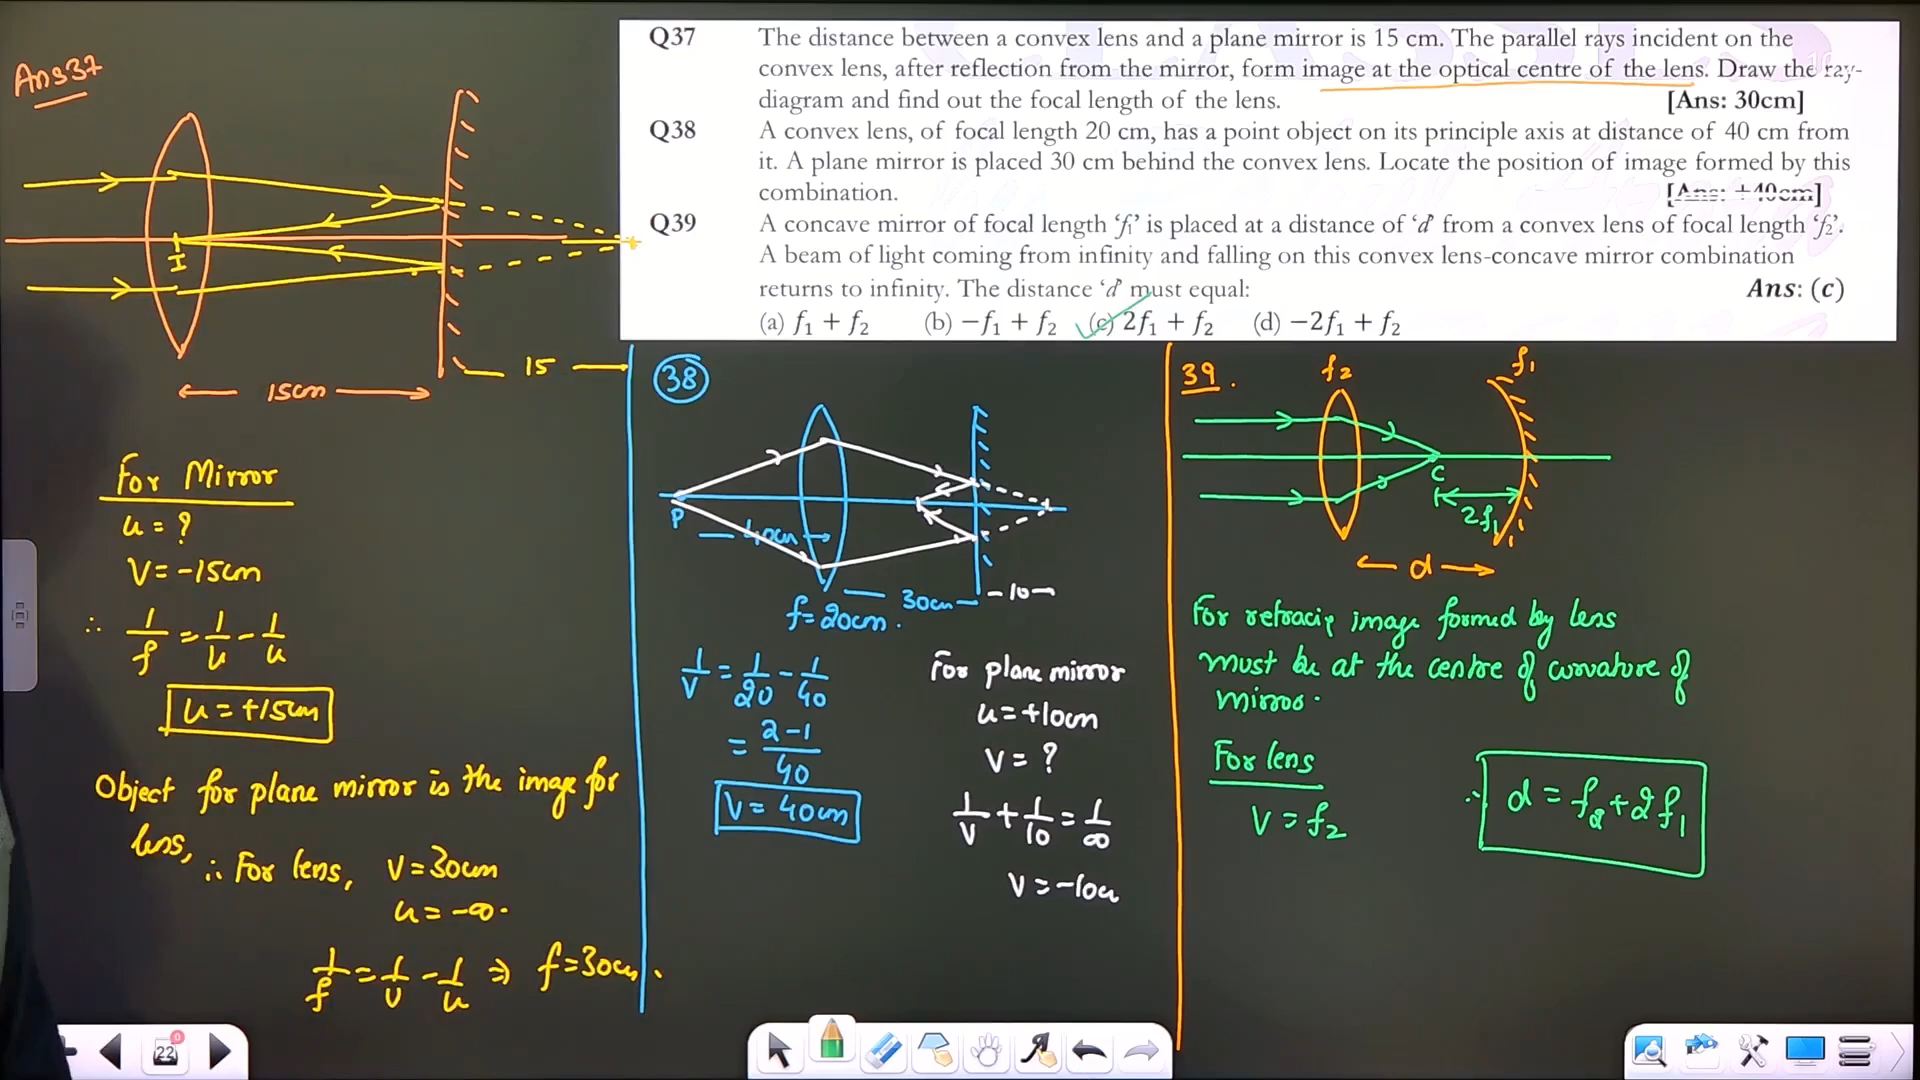 Q37 The distance between a convex lens and a plane mirror is 15 cm. The parallel rays incident on the
convex lens, after reflection from the mirror, form image at the optical centre of the lens. Draw the ray-
diagram and find out the focal length of the lens. [Ans: 30cm]
Q38 A convex lens, of focal length 20 cm, has a point object on its principle axis at distance of 40 cm from
it. A plane mirror is placed 30 cm behind the convex lens. Locate the position of image formed by this
combination. [Ans: +40cm]
Q39 A concave mirror of focal length ‘f₁’ is placed at a distance of ‘d’ from a convex lens of focal length ‘f₂’.
A beam of light coming from infinity and falling on this convex lens-concave mirror combination
returns to infinity. The distance ‘d’ must equal: Ans: (c)
(a) f₁ + f₂ (b) −f₁ + f₂ (c) 2f₁ + f₂ (d) −2f₁ + f₂
Ans37
I
15cm
15
For Mirror
u = ?
V = -15cm
∴ 1/f = 1/u - 1/u
u = +15cm
Object for plane mirror is the image for
lens, ∴ For lens, V = 30cm
u = -∞.
1/f = 1/v - 1/u ⇒ f = 30cm.
38
P
40cm
30cm
-10-
f = 20cm.
1/V = 1/20 - 1/40
= 2-1/40
V = 40cm
For plane mirror
u = +10cm
V = ?
1/V + 1/10 = 1/∞
V = -10cm
39.
f₂
f₁
C
2f₁
d
For retracing image formed by lens
must be at the centre of curvature of
mirror.
For lens
V = f₂
∴ d = f₂ + 2f₁
22
0